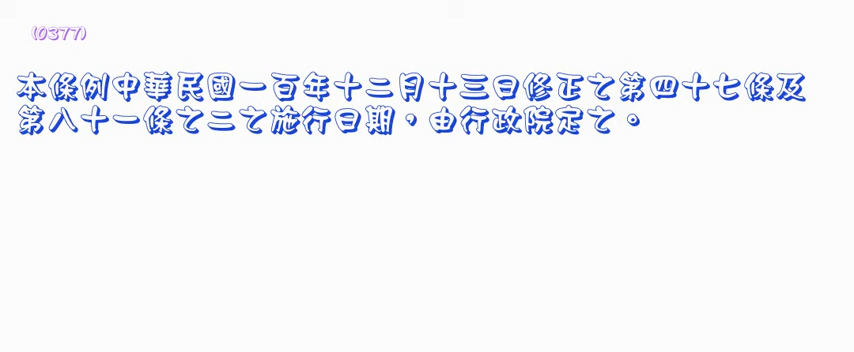 (0377)
本條例中華民國一百年十二月十三日修正之第四十七條及
第八十一條之二之施行日期，由行政院定之。